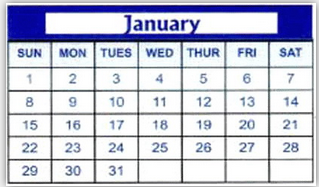 January
SUN MON TUES WED THUR FRI SAT
1 2 3 4 5 6 7
8 9 10 11 12 13 14
15 16 17 18 19 20 21
22 23 24 25 26 27 28
29 30 31